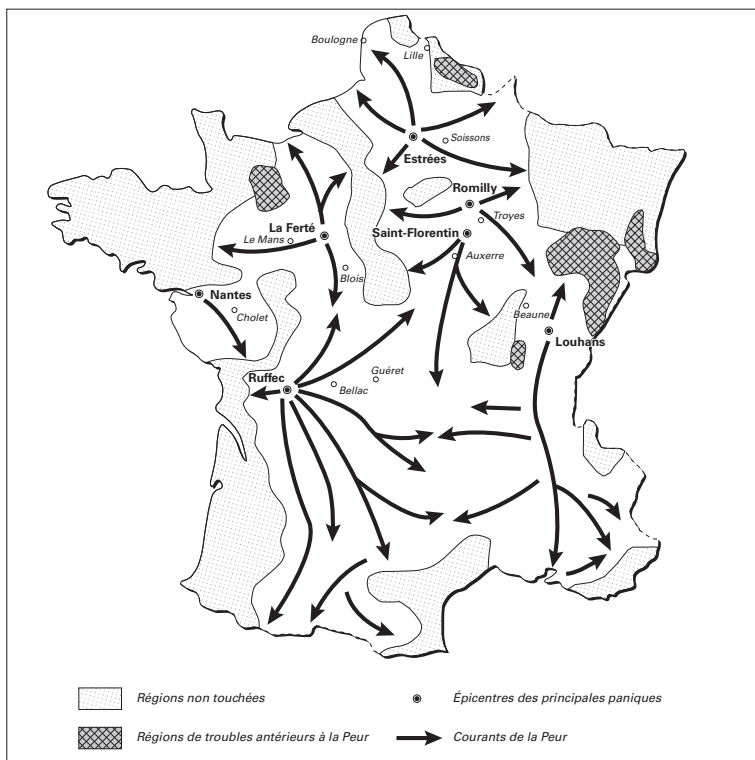 Boulogne
Lille
Soissons
Estrées
Romilly
Troyes
La Ferté
Saint-Florentin
Le Mans
Auxerre
Blois
Nantes
Cholet
Beaune
Louhans
Ruffec
Guéret
Bellac
Régions non touchées
Épicentres des principales paniques
Régions de troubles antérieurs à la Peur
Courants de la Peur